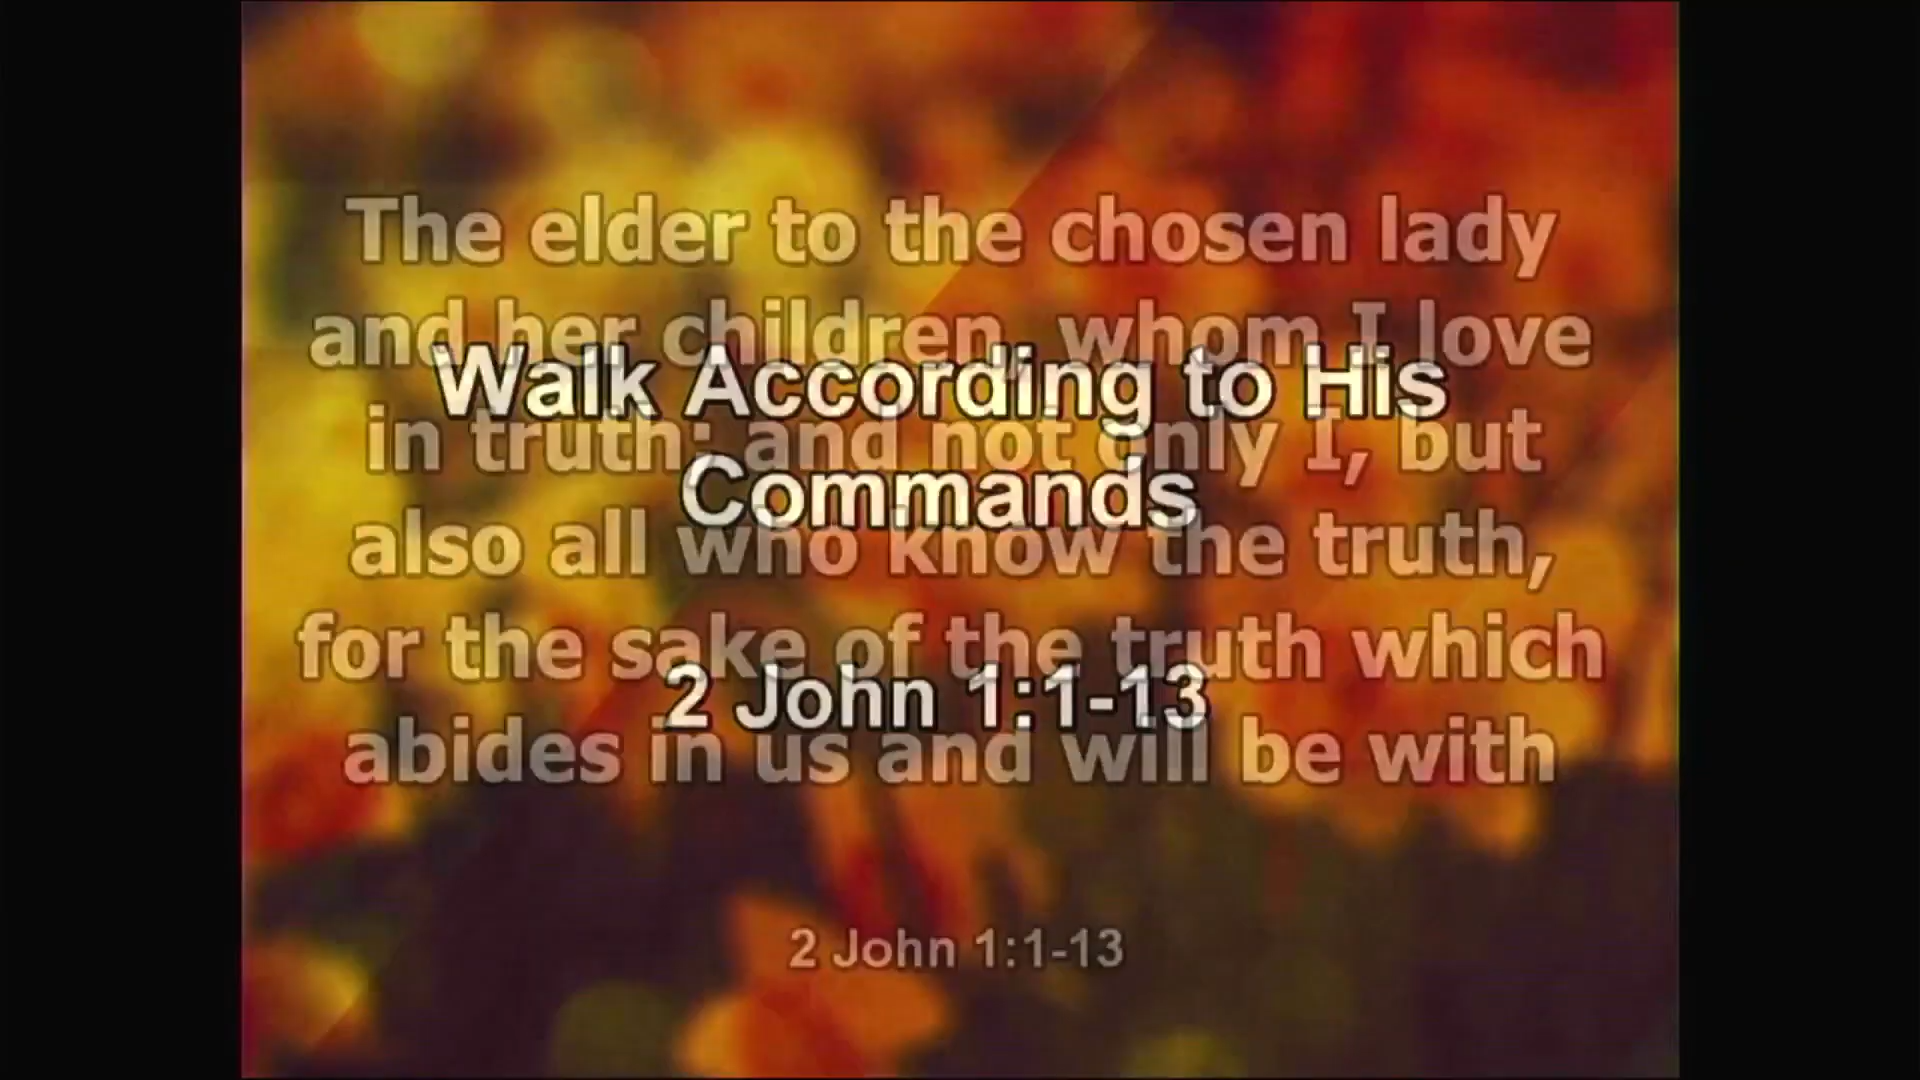 The elder to the chosen lady
and her children, whom I love
in truth; and not only I, but
also all who know the truth,
for the sake of the truth which
abides in us and will be with
2 John 1:1-13
Walk According to His
Commands
2 John 1:1-13